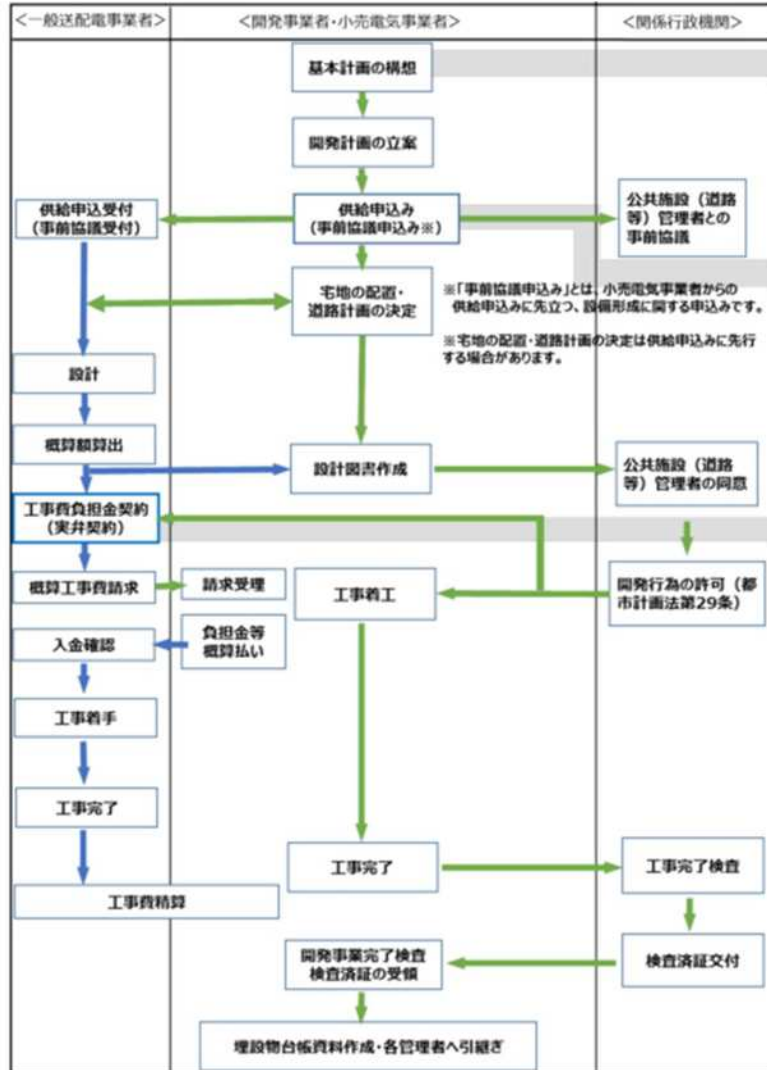 <一般送配電事業者>
<開発事業者・小売電気事業者>
<関係行政機関>
基本計画の構想
開発計画の立案
供給申込受付
(事前協議受付)
供給申込み
(事前協議申込み※)
公共施設(道路
等)管理者との
事前協議
宅地の配置・
道路計画の決定
※「事前協議申込み」とは、小売電気事業者からの
供給申込みに先立つ、設備形成に関する申込みです。
※宅地の配置・道路計画の決定は供給申込みに先行
する場合があります。
設計
概算額算出
設計図書作成
公共施設(道路
等)管理者の同意
工事費負担金契約
(実弁契約)
概算工事費請求
請求受理
工事着工
開発行為の許可(都
市計画法第29条)
入金確認
負担金等
概算払い
工事着手
工事完了
工事完了
工事完了検査
工事費精算
開発事業完了検査
検査済証の受領
検査済証交付
埋設物台帳資料作成・各管理者へ引継ぎ